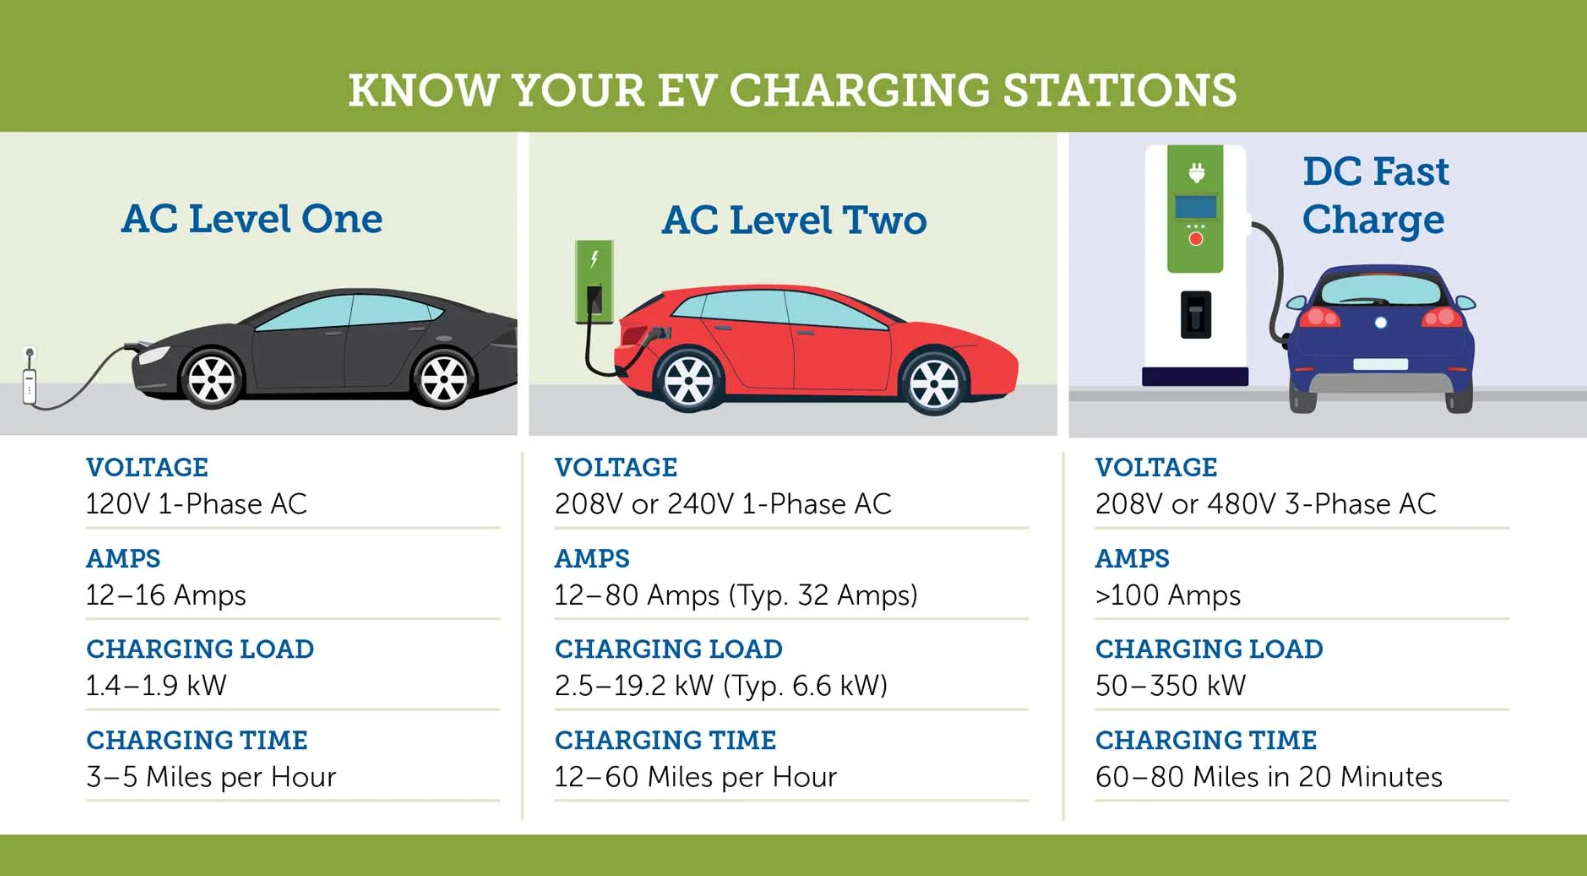 KNOW YOUR EV CHARGING STATIONS
AC Level One
VOLTAGE
120V 1-Phase AC
AMPS
12–16 Amps
CHARGING LOAD
1.4–1.9 kW
CHARGING TIME
3–5 Miles per Hour
AC Level Two
VOLTAGE
208V or 240V 1-Phase AC
AMPS
12–80 Amps (Typ. 32 Amps)
CHARGING LOAD
2.5–19.2 kW (Typ. 6.6 kW)
CHARGING TIME
12–60 Miles per Hour
DC Fast
Charge
VOLTAGE
208V or 480V 3-Phase AC
AMPS
>100 Amps
CHARGING LOAD
50–350 kW
CHARGING TIME
60–80 Miles in 20 Minutes